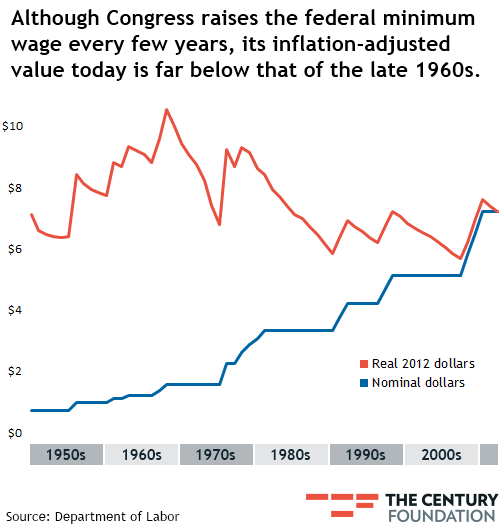 Although Congress raises the federal minimum
wage every few years, its inflation-adjusted
value today is far below that of the late 1960s.
$10
$8
$6
$4
$2
$0
Real 2012 dollars
Nominal dollars
1950s 1960s 1970s 1980s 1990s 2000s
Source: Department of Labor
THE CENTURY
FOUNDATION